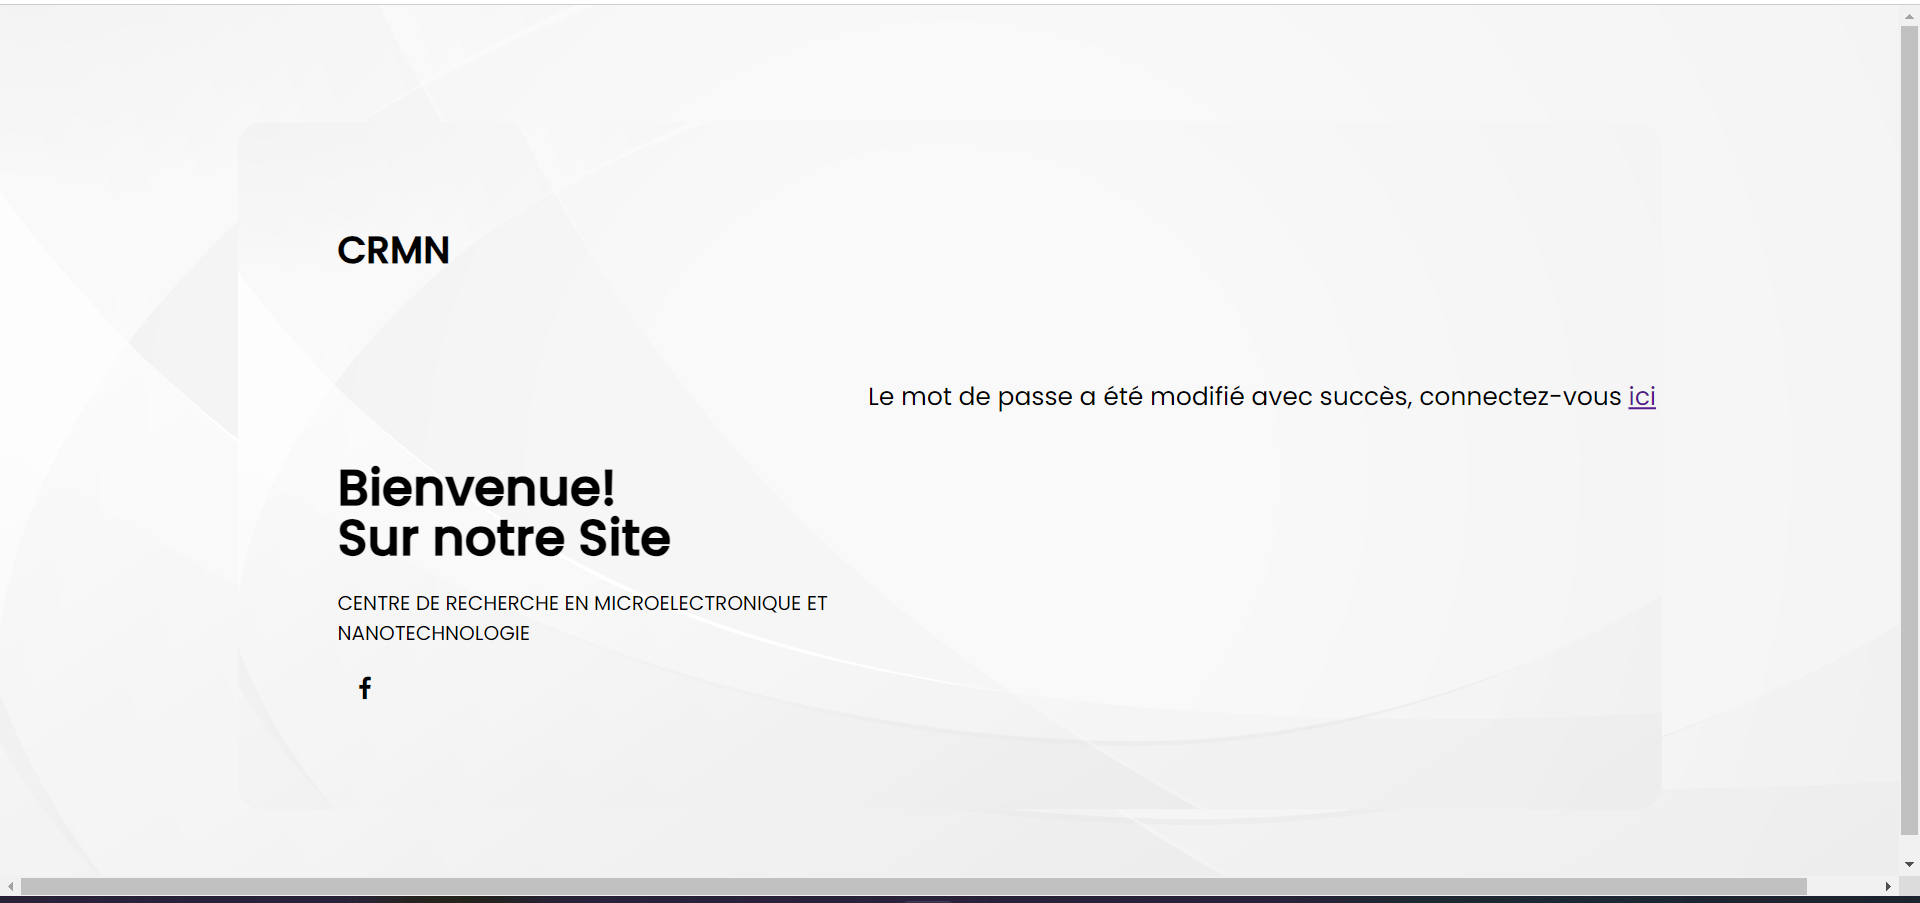 CRMN
Le mot de passe a été modifié avec succès, connectez-vous ici
Bienvenue!
Sur notre Site
CENTRE DE RECHERCHE EN MICROELECTRONIQUE ET
NANOTECHNOLOGIE